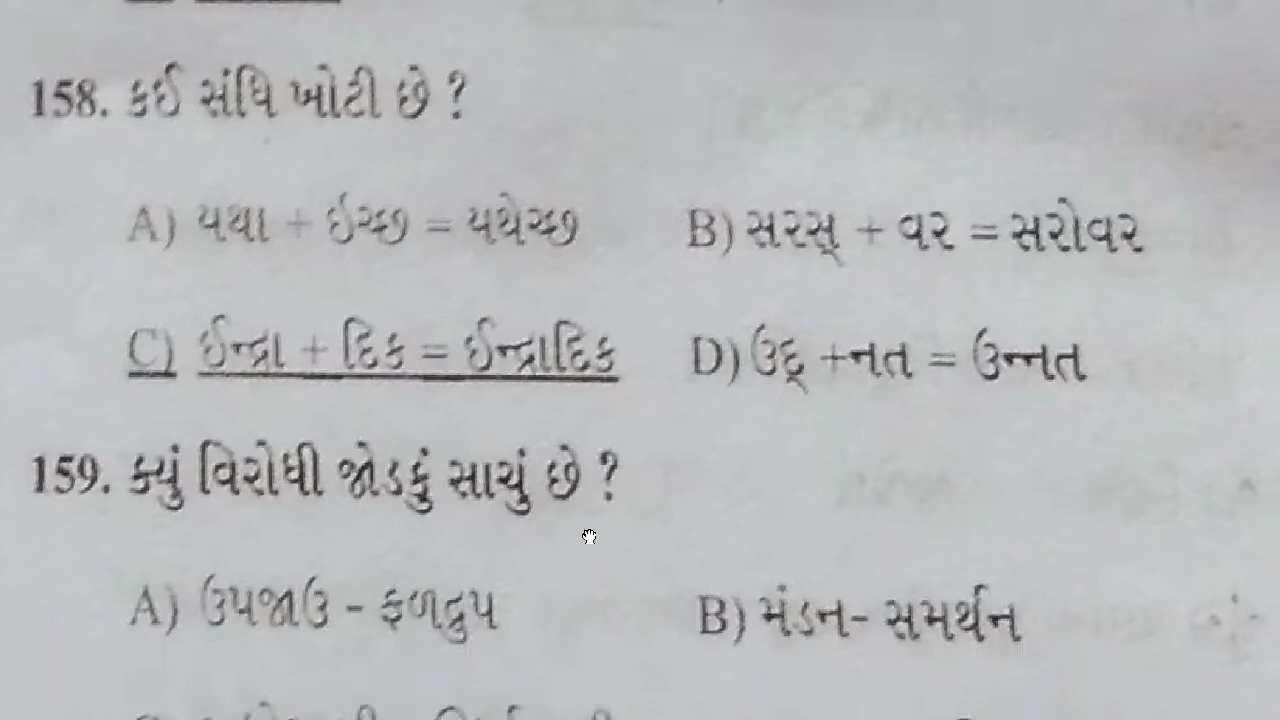 158. કઈ સંધિ ખોટી છે ?
A) યથા + ઇચ્છ = યથેચ્છ B) સરસ્ + વર = સરોવર
C) ઈન્દ્રા + દિક = ઈન્દ્રાદિક D) ઉદ્ +નત = ઉન્નત
159. ક્યું વિરોધી જોડકું સાચું છે ?
A) ઉપજાઉ - ફળદ્રુપ B) મંડન- સમર્થન